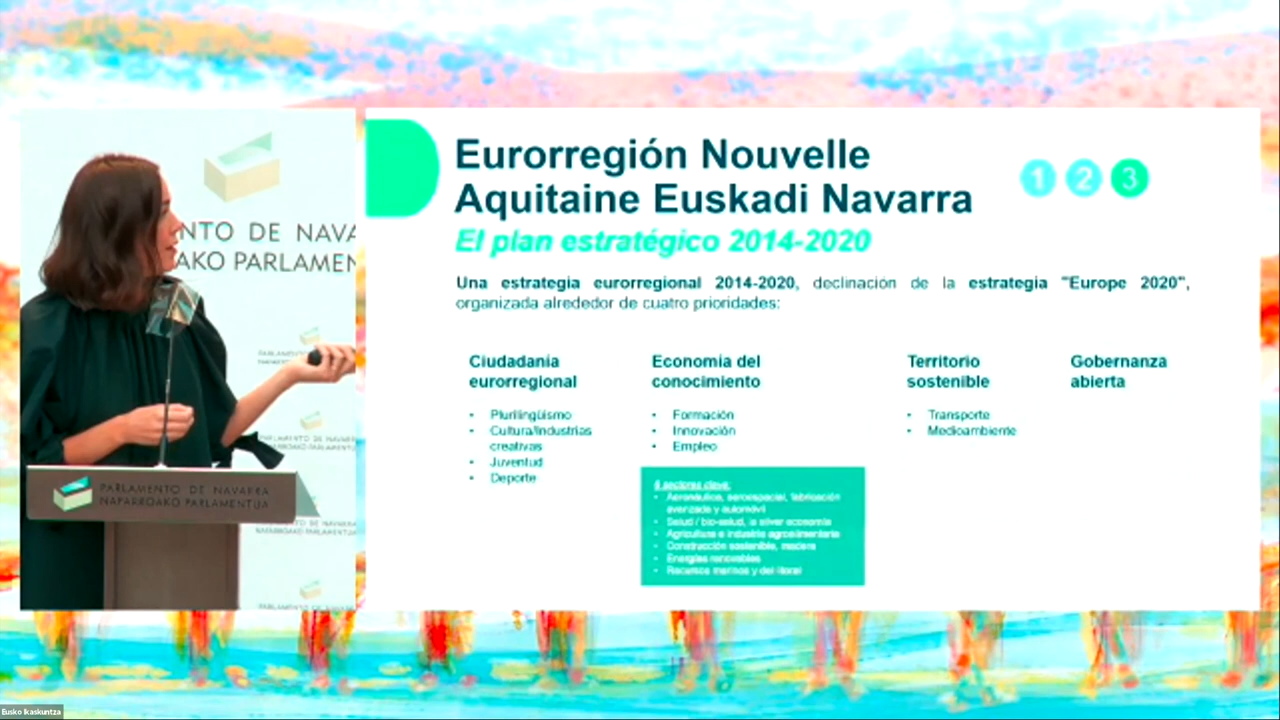 NTO DE NAVA
AKO PARLAMEN
PARLAMENTO DE NAVARRA
NAFARROAKO PARLAMENTUA
Eurorregión Nouvelle
Aquitaine Euskadi Navarra
1 2 3
El plan estratégico 2014-2020
Una estrategia eurorregional 2014-2020, declinación de la estrategia "Europe 2020",
organizada alrededor de cuatro prioridades:
Ciudadanía
eurorregional
• Plurilingüismo
• Cultura/Industrias
creativas
• Juventud
• Deporte
Economía del
conocimiento
• Formación
• Innovación
• Empleo
6 sectores clave:
• Aeronáutica, aeroespacial, fabricación
avanzada y automóvil
• Salud / bio-salud, o silver economía
• Agricultura e industria agroalimentaria
• Construcción sostenible, madera
• Energías renovables
• Recursos marinos y del litoral
Territorio
sostenible
• Transporte
• Medioambiente
Gobernanza
abierta
Eusko Ikaskuntza